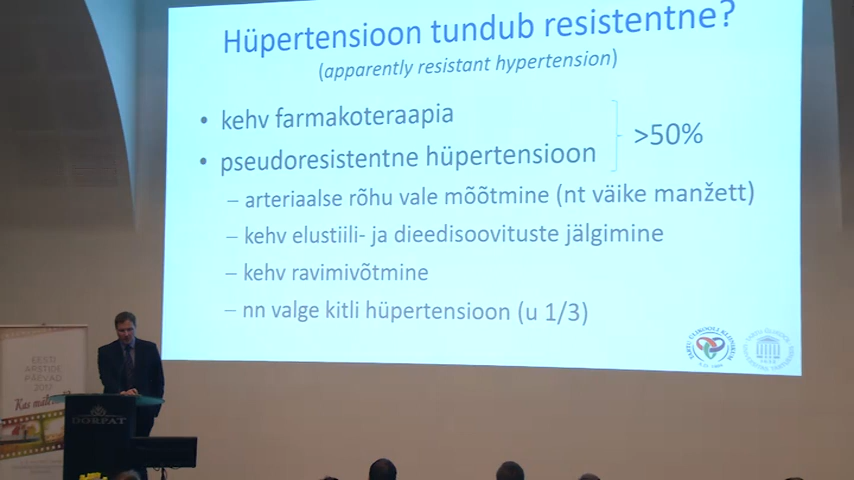 Hüpertensioon tundub resistentne?
(apparently resistant hypertension)
• kehv farmakoteraapia
• pseudoresistentne hüpertensioon
>50%
– arteriaalse rõhu vale mõõtmine (nt väike manžett)
– kehv elustiili- ja dieedisoovituste jälgimine
– kehv ravimivõtmine
– nn valge kitli hüpertensioon (u 1/3)
EESTI
ARSTIDE
PÄEVAD
2017
DORPAT